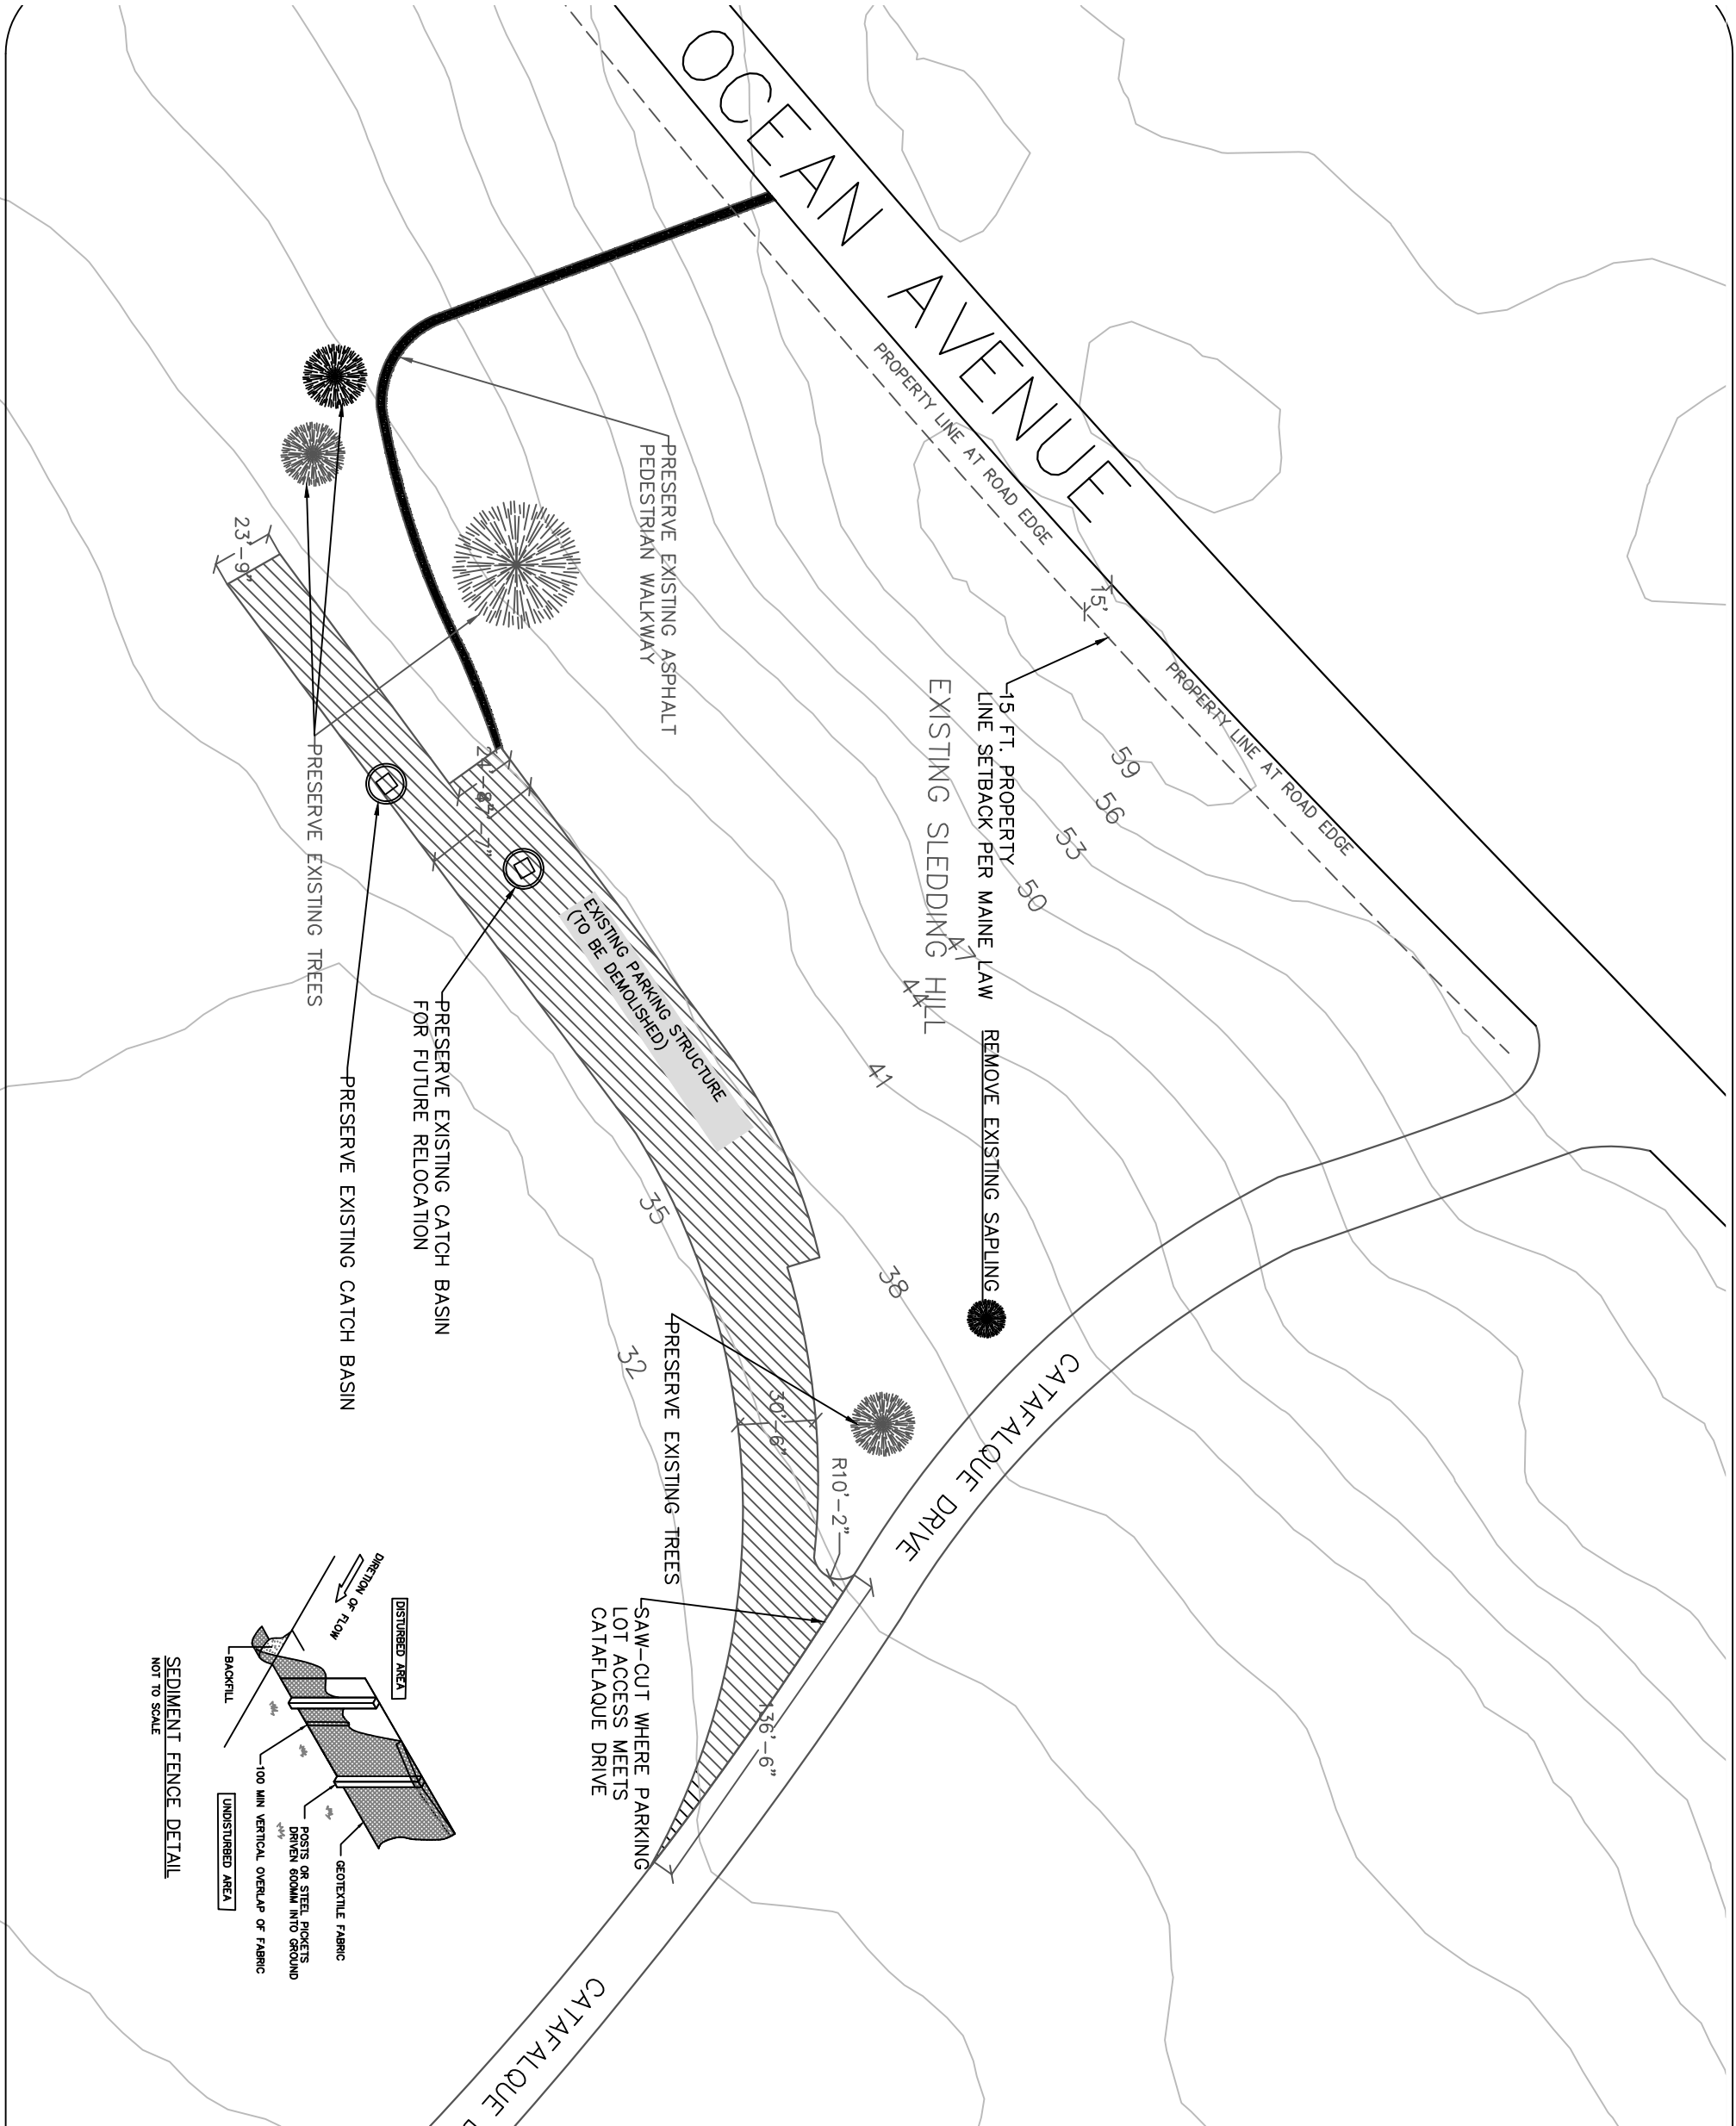 OCEAN AVENUE
PROPERTY LINE AT ROAD EDGE
15'
PROPERTY LINE AT ROAD EDGE
15 FT. PROPERTY
LINE SETBACK PER MAINE LAW
EXISTING SLEDDING HILL
59
56
53
50
47
44
41
38
35
32
REMOVE EXISTING SAPLING
PRESERVE EXISTING ASPHALT
PEDESTRIAN WALKWAY
23'-9"
PRESERVE EXISTING TREES
EXISTING PARKING STRUCTURE
(TO BE DEMOLISHED)
PRESERVE EXISTING CATCH BASIN
FOR FUTURE RELOCATION
PRESERVE EXISTING CATCH BASIN
PRESERVE EXISTING TREES
30'-6"
R10'-2"
CATAFALQUE DRIVE
SAW-CUT WHERE PARKING
LOT ACCESS MEETS
CATAFLAQUE DRIVE
136'-6"
CATAFALQUE
DIRETION OF FLOW
DISTURBED AREA
BACKFILL
GEOTEXTILE FABRIC
POSTS OR STEEL PICKETS
DRIVEN 600MM INTO GROUND
100 MIN VERTICAL OVERLAP OF FABRIC
UNDISTURBED AREA
SEDIMENT FENCE DETAIL
NOT TO SCALE